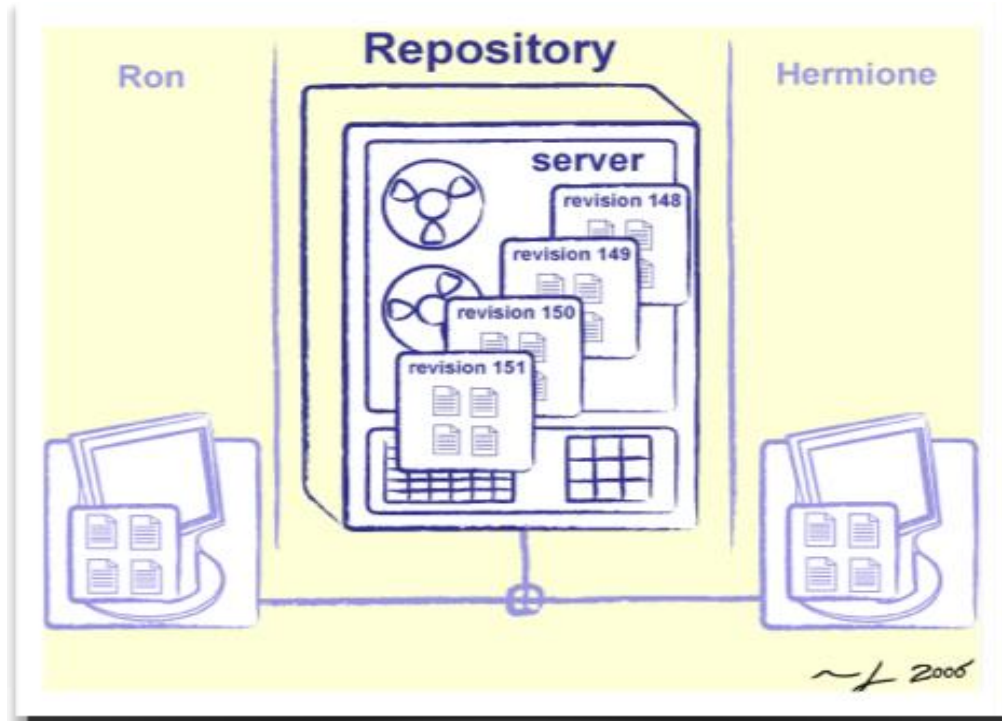 Repository
Ron
Hermione
server
revision 148
revision 149
revision 150
revision 151
2006